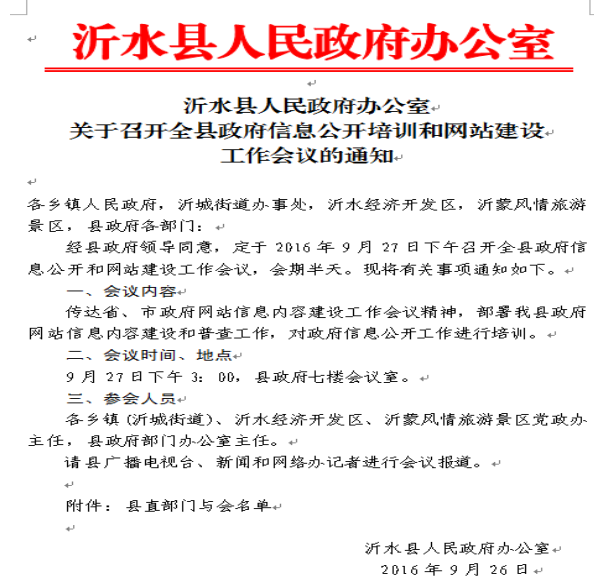 沂水县人民政府办公室
沂水县人民政府办公室
关于召开全县政府信息公开培训和网站建设
工作会议的通知
各乡镇人民政府，沂城街道办事处，沂水经济开发区，沂蒙风情旅游
景区，县政府各部门：
经县政府领导同意，定于 2016 年 9 月 27 日下午召开全县政府信
息公开和网站建设工作会议，会期半天。现将有关事项通知如下。
一、会议内容
传达省、市政府网站信息内容建设工作会议精神，部署我县政府
网站信息内容建设和普查工作，对政府信息公开工作进行培训。
二、会议时间、地点
9 月 27 日下午 3：00，县政府七楼会议室。
三、参会人员
各乡镇（沂城街道）、沂水经济开发区、沂蒙风情旅游景区党政办
主任，县政府部门办公室主任。
请县广播电视台、新闻和网络办记者进行会议报道。
附件：县直部门与会名单
沂水县人民政府办公室
2016 年 9 月 26 日